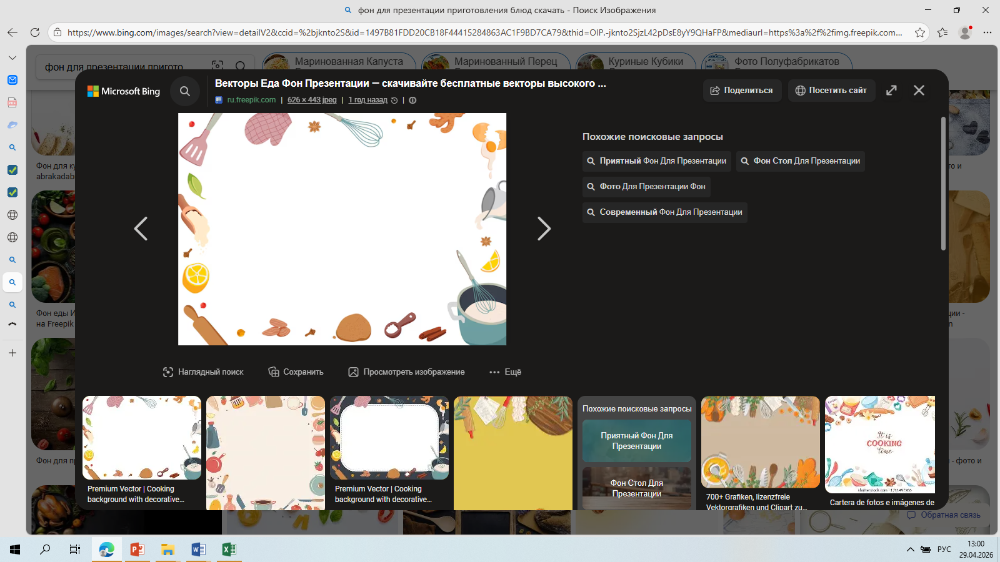 фон для презентации приготовления блюд скачать - Поиск Изображения
https://www.bing.com/images/search?view=detailV2&ccid=%2bjknto2S&id=1497B81FDD20CB18F44415284863AC1F9BD7CA79&thid=OIP.-jknto2SjzL42pDsE8yY9QHaFP&mediaurl=https%3a%2f%2fimg.freepik.com...
фон для презентации пригото
Маринованная Капуста
Маринованный Перец
Куриные Кубики
Фото Полуфабрикатов
Microsoft Bing
Векторы Еда Фон Презентации — скачивайте бесплатные векторы высокого ...
ru.freepik.com | 626 × 443 jpeg | 1 год назад
Поделиться
Посетить сайт
Похожие поисковые запросы
Приятный Фон Для Презентации
Фон Стол Для Презентации
Фото Для Презентации Фон
Современный Фон Для Презентации
Фон для ку
abrakadab
то и
Фон еды И
на Freepik
ции -
n
Фон для пр
- фото и
Наглядный поиск
Сохранить
Просмотреть изображение
Ещё
Premium Vector | Cooking
background with decorative...
Premium Vector | Cooking
background with decorative...
Похожие поисковые запросы
Приятный Фон Для
Презентации
Фон Стол Для
Презентации
700+ Grafiken, lizenzfreie
Vektorgrafiken und Clipart zu...
It is
COOKING
time
shutterstock.com · 1711497286
Cartera de fotos e imágenes de
Обратная связь
РУС
13:00
29.04.2026